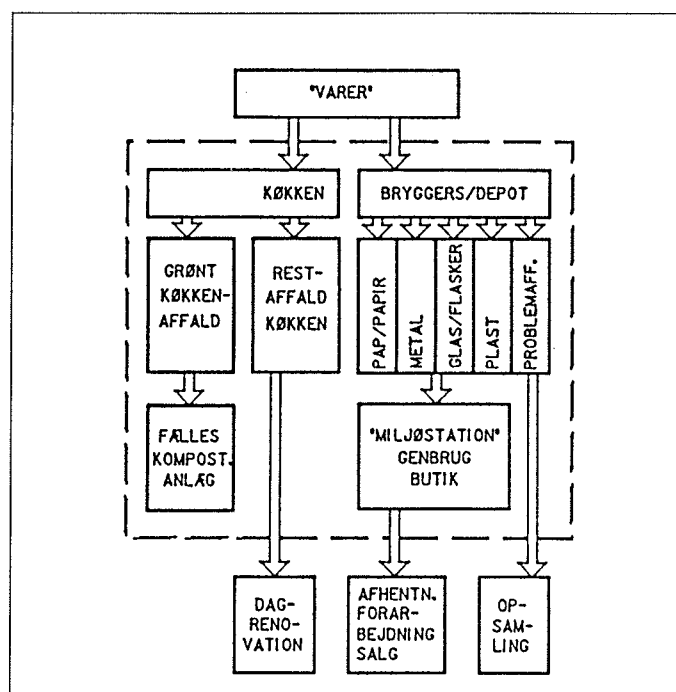 "VARER"
KØKKEN
BRYGGERS/DEPOT
GRØNT
KØKKEN-
AFFALD
REST-
AFFALD
KØKKEN
PAP/PAPIR
METAL
GLAS/FLASKER
PLAST
PROBLEMAFF.
FÆLLES
KOMPOST.
ANLÆG
"MILJØSTATION"
GENBRUG
BUTIK
DAG-
RENO-
VATION
AFHENTN.
FORAR-
BEJDNING
SALG
OP-
SAM-
LING